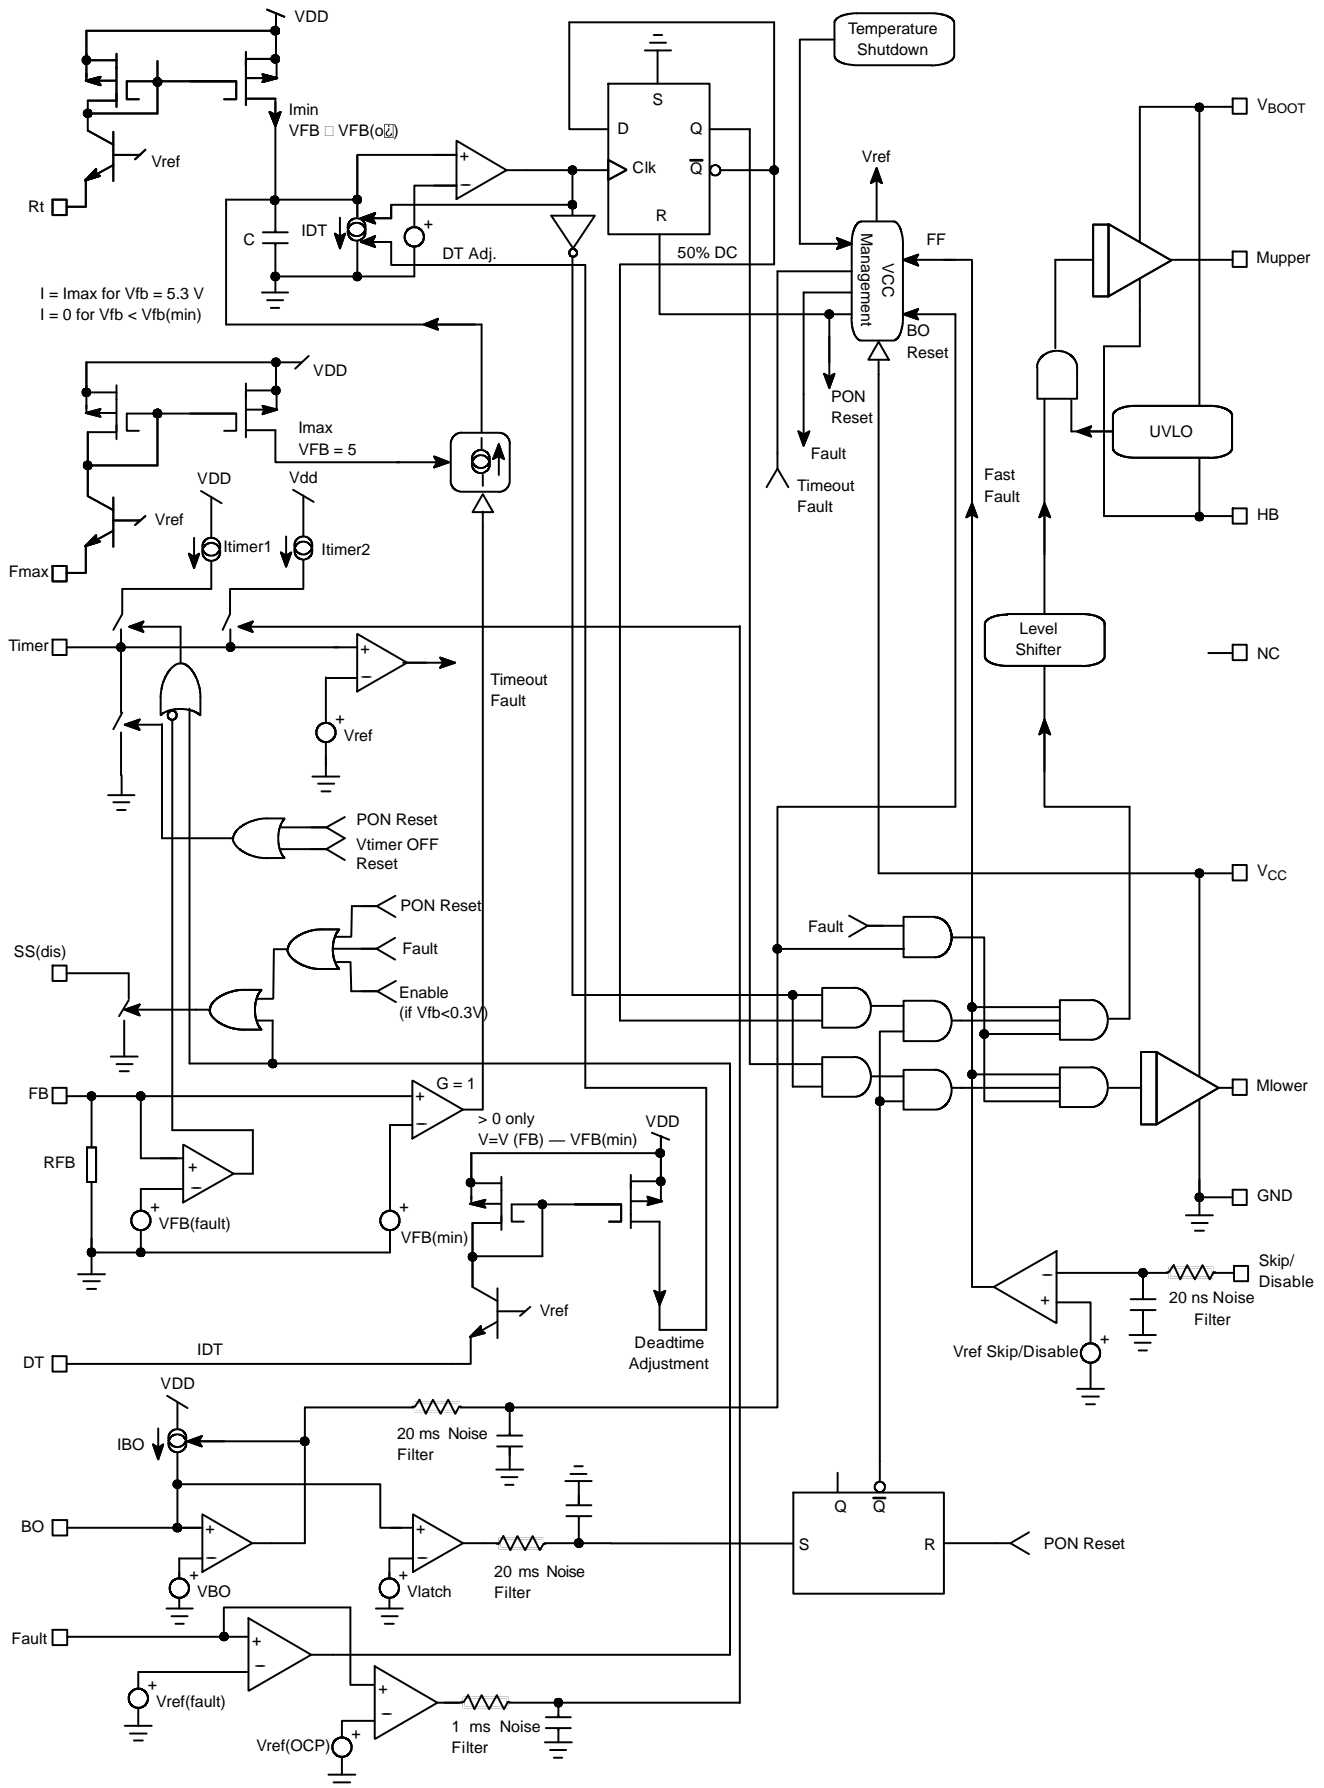 VDD
Temperature
Shutdown
S
D
Q
Clk
Q
R
Imin
VFB □ VFB(o
Vref
Rt
+
−
C
IDT
+
DT Adj.
50% DC
Vref
FF
VCC
Management
BO
Reset
PON
Reset
Fault
Timeout
Fault
VBOOT
Mupper
UVLO
HB
I = Imax for Vfb = 5.3 V
I = 0 for Vfb < Vfb(min)
VDD
Imax
VFB = 5
VDD
Vdd
Vref
Itimer1
Itimer2
Fmax
Timer
+
−
Timeout
Fault
+
Vref
Fast
Fault
Level
Shifter
NC
PON Reset
Vtimer OFF
Reset
PON Reset
Fault
Enable
(if Vfb<0.3V)
SS(dis)
VCC
Fault
Mlower
GND
FB
RFB
+
−
+
VFB(fault)
G = 1
+
−
+
VFB(min)
> 0 only
V=V (FB) — VFB(min)
VDD
Vref
Deadtime
Adjustment
DT
IDT
−
+
Skip/
Disable
20 ns Noise
Filter
Vref Skip/Disable
+
VDD
IBO
20 ms Noise
Filter
BO
+
−
+
VBO
+
−
+
Vlatch
20 ms Noise
Filter
Q
Q
S
R
PON Reset
Fault
+
−
+
Vref(fault)
+
−
+
Vref(OCP)
1 ms Noise
Filter